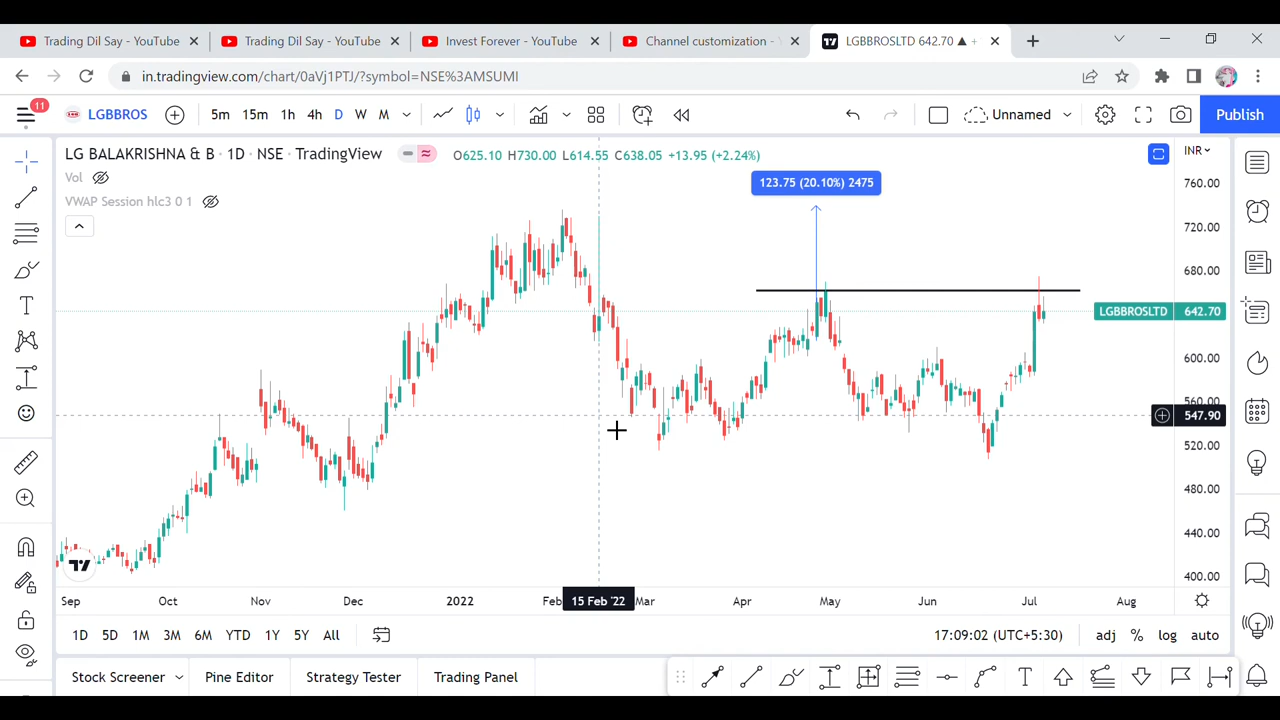 Trading Dil Say - YouTube
Trading Dil Say - YouTube
Invest Forever - YouTube
Channel customization -
LGBBROSLTD 642.70 ▲ +
in.tradingview.com/chart/0aVj1PTJ/?symbol=NSE%3AMSUMI
11
LGBBROS
5m 15m 1h 4h D W M
Unnamed
Publish
LG BALAKRISHNA & B · 1D · NSE · TradingView
O625.10 H730.00 L614.55 C638.05 +13.95 (+2.24%)
INR
Vol
VWAP Session hlc3 0 1
123.75 (20.10%) 2475
760.00
720.00
680.00
LGBBROSLTD 642.70
600.00
560.00
547.90
520.00
480.00
440.00
400.00
Sep Oct Nov Dec 2022 Feb 15 Feb '22 Mar Apr May Jun Jul Aug
1D 5D 1M 3M 6M YTD 1Y 5Y All
17:09:02 (UTC+5:30) adj % log auto
Stock Screener Pine Editor Strategy Tester Trading Panel